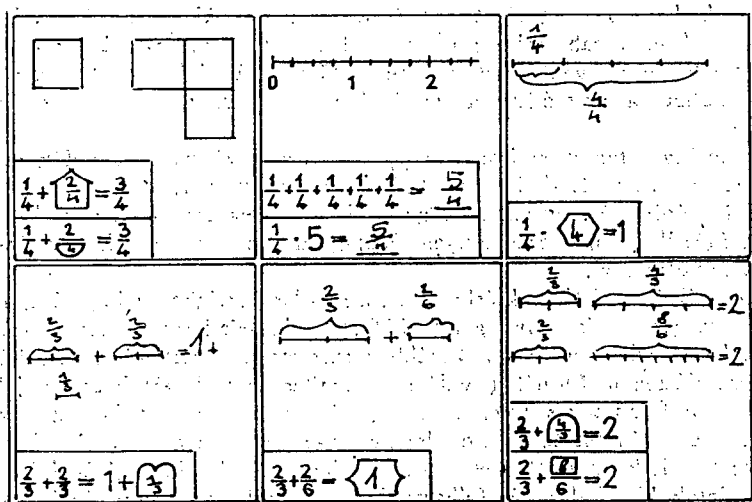 1/4 + 2/4 = 3/4
1/4 + 2/ = 3/4
0 1 2
1/4 + 1/4 + 1/4 + 1/4 + 1/4 = 5/4
1/4 · 5 = 5/4
1/4
4/4
1/4 · 4 = 1
2/3 + 2/3 = 1 +
1/3
2/3 + 2/3 = 1 + 1/3
2/3 2/6
+
2/3 + 2/6 = 1
2/3 4/3 = 2
2/3 8/6 = 2
2/3 + 4/3 = 2
2/3 + 8/6 = 2